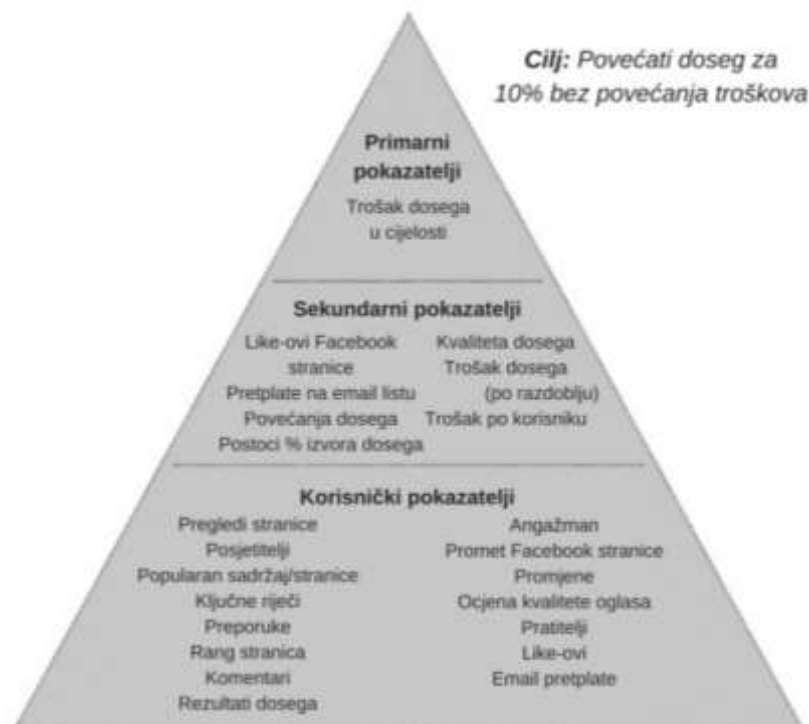 Cilj: Povećati doseg za
10% bez povećanja troškova
Primarni
pokazatelji
Trošak dosega
u cijelosti
Sekundarni pokazatelji
Like-ovi Facebook
stranice
Pretplate na email listu
Povećanja dosega
Postoci % izvora dosega
Kvaliteta dosega
Trošak dosega
(po razdoblju)
Trošak po korisniku
Korisnički pokazatelji
Pregledi stranice
Posjetitelji
Popularan sadržaj/stranice
Ključne riječi
Preporuke
Rang stranica
Komentari
Rezultati dosega
Angažman
Promet Facebook stranice
Promjene
Ocjena kvalitete oglasa
Pratitelji
Like-ovi
Email pretplate